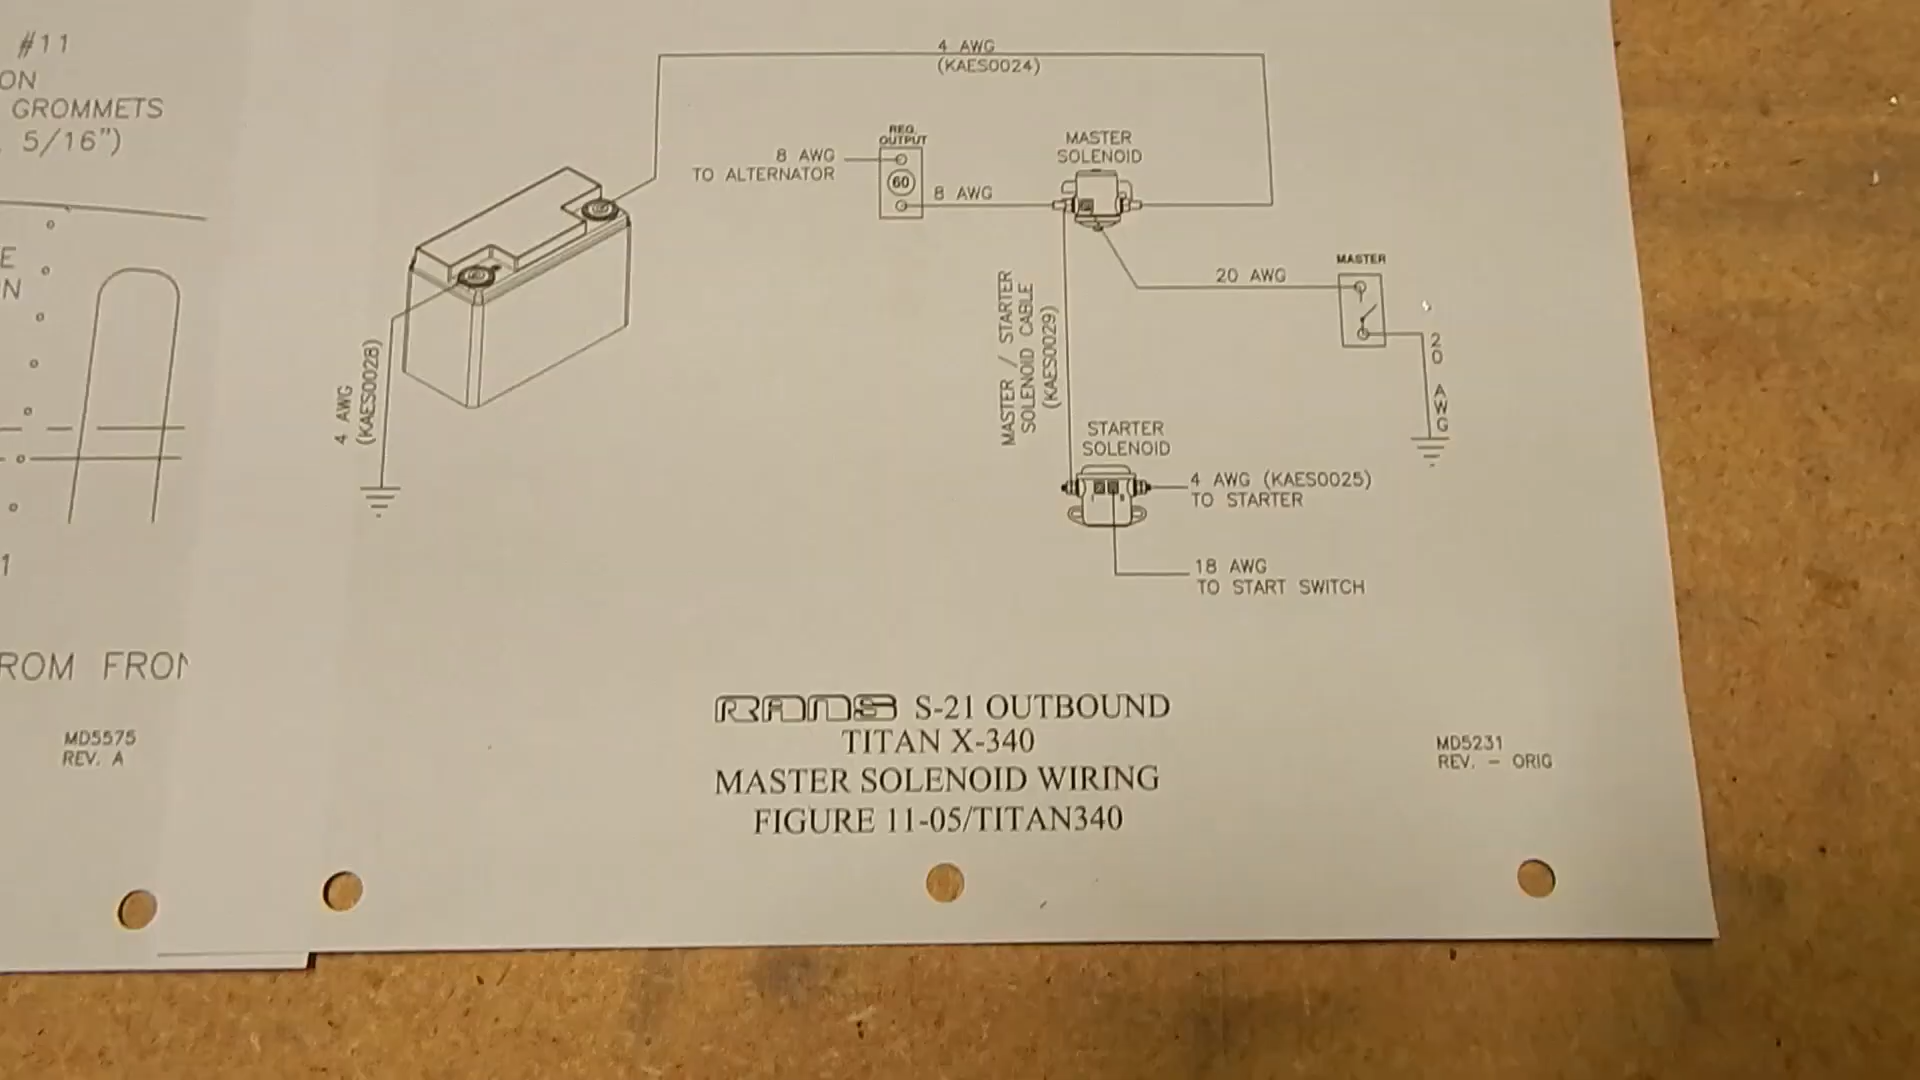 #11
ON
GROMMETS
5/16")
E
N
1
ROM FRON
MD5575
REV. A
4 AWG
(KAES0024)
REG.
OUTPUT
60
8 AWG
TO ALTERNATOR
8 AWG
MASTER
SOLENOID
20 AWG
MASTER
20 AWG
4 AWG
(KAES0028)
MASTER / STARTER
SOLENOID CABLE
(KAES0029)
STARTER
SOLENOID
4 AWG (KAES0025)
TO STARTER
18 AWG
TO START SWITCH
RANS S-21 OUTBOUND
TITAN X-340
MASTER SOLENOID WIRING
FIGURE 11-05/TITAN340
MD5231
REV. - ORIG